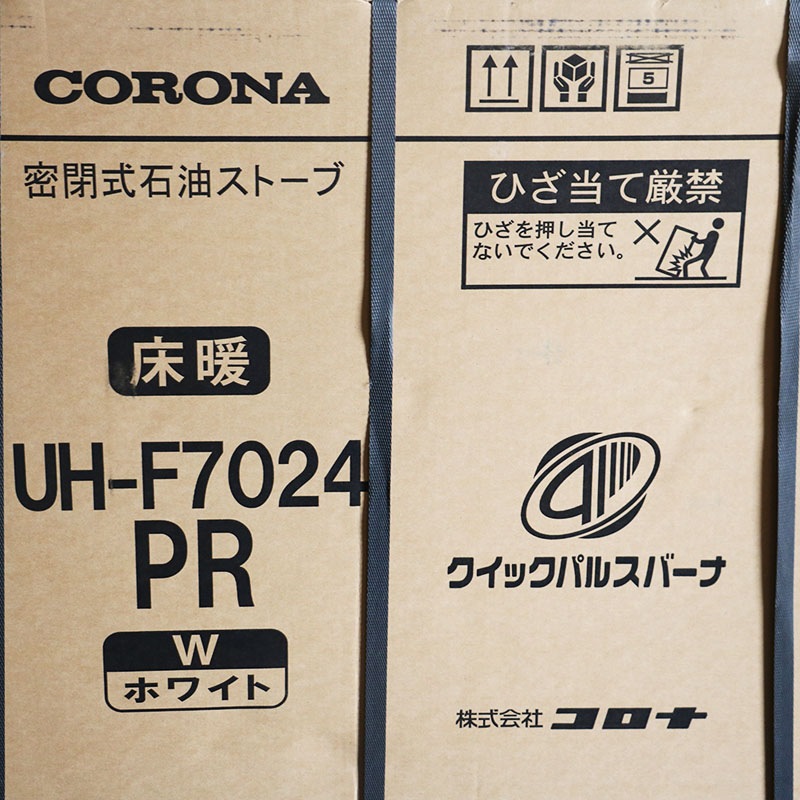 CORONA
密閉式石油ストーブ
床暖
UH-F7024
PR
W
ホワイト
5
ひざ当て厳禁
ひざを押し当て
ないでください。
クイックパルスバーナ
株式会社 コロナ